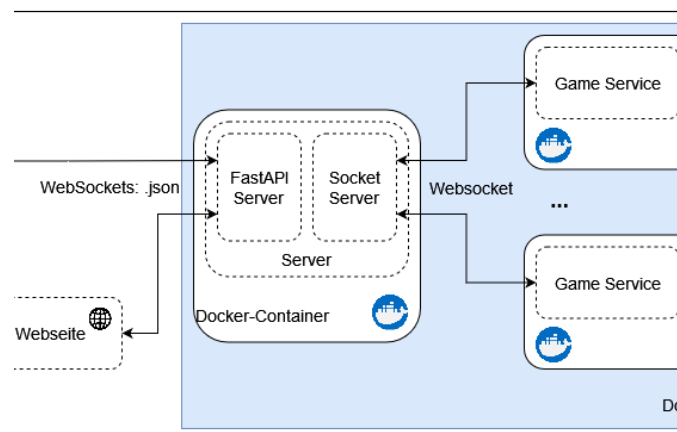 Game Service
FastAPI
Server
Socket
Server
WebSockets: .json
Websocket
...
Server
Game Service
Docker-Container
Webseite